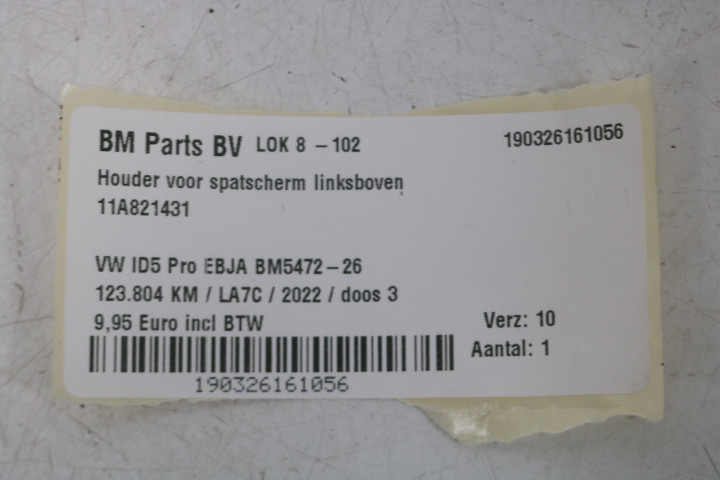 BM Parts BV LOK 8 - 102 190326161056
Houder voor spatscherm linksboven
11A821431
VW ID5 Pro EBJA BM5472-26
123.804 KM / LA7C / 2022 / doos 3
9,95 Euro incl BTW Verz: 10
Aantal: 1
190326161056